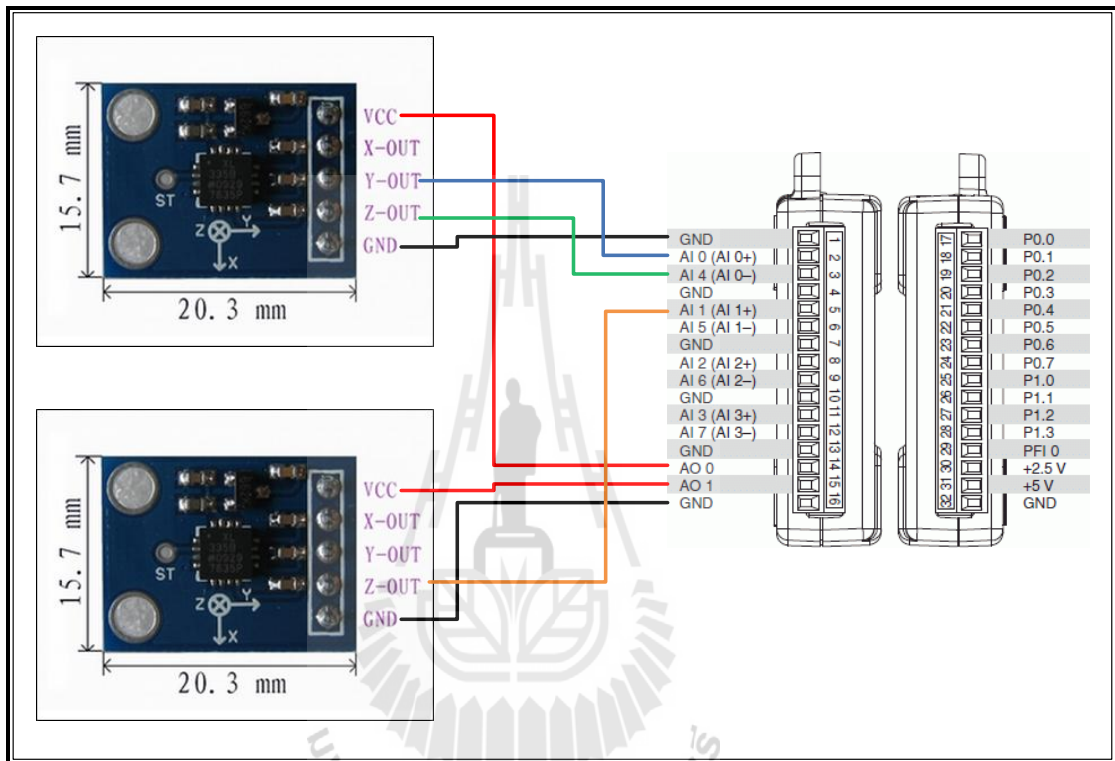 VCC
X-OUT
Y-OUT
Z-OUT
GND
XL
335B
ST
Z
Y
X
15.7 mm
20.3 mm
VCC
X-OUT
Y-OUT
Z-OUT
GND
XL
335B
ST
Z
Y
X
15.7 mm
20.3 mm
GND 1
AI 0 (AI 0+) 2
AI 4 (AI 0–) 3
GND 4
AI 1 (AI 1+) 5
AI 5 (AI 1–) 6
GND 7
AI 2 (AI 2+) 8
AI 6 (AI 2–) 9
GND 10
AI 3 (AI 3+) 11
AI 7 (AI 3–) 12
GND 13
AO 0 14
AO 1 15
GND 16
17 P0.0
18 P0.1
19 P0.2
20 P0.3
21 P0.4
22 P0.5
23 P0.6
24 P0.7
25 P1.0
26 P1.1
27 P1.2
28 P1.3
29 PFI 0
30 +2.5 V
31 +5 V
32 GND